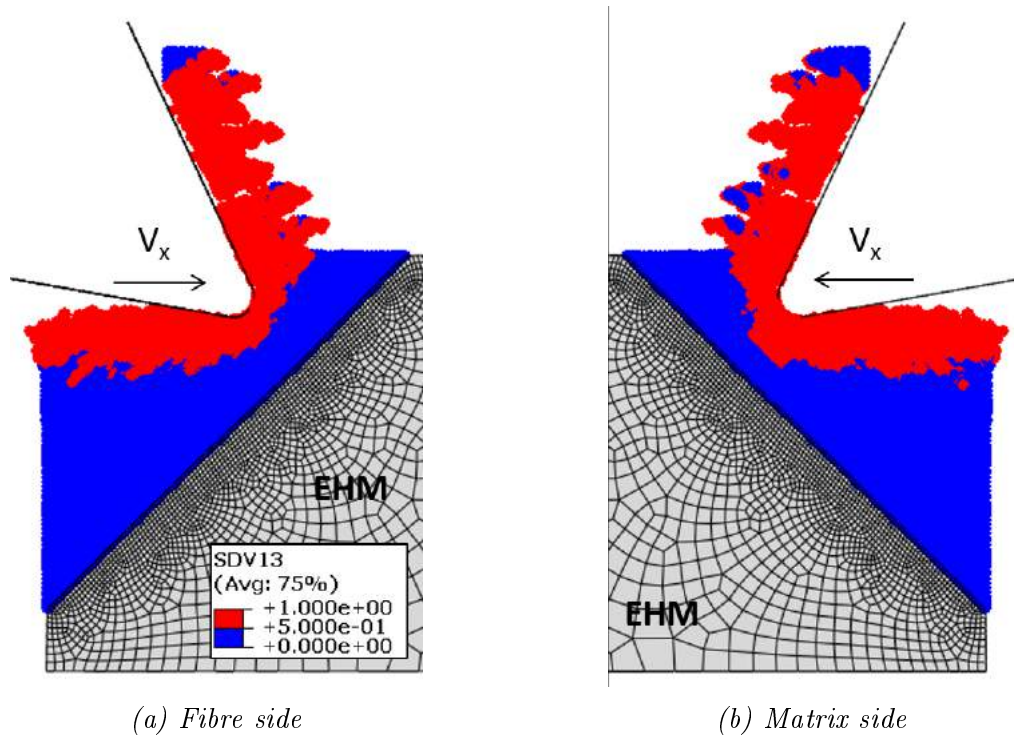 Vₓ
Vₓ
EHM
SDV13
(Avg: 75%)
+1.000e+00
+5.000e-01
+0.000e+00
EHM
(a) Fibre side
(b) Matrix side